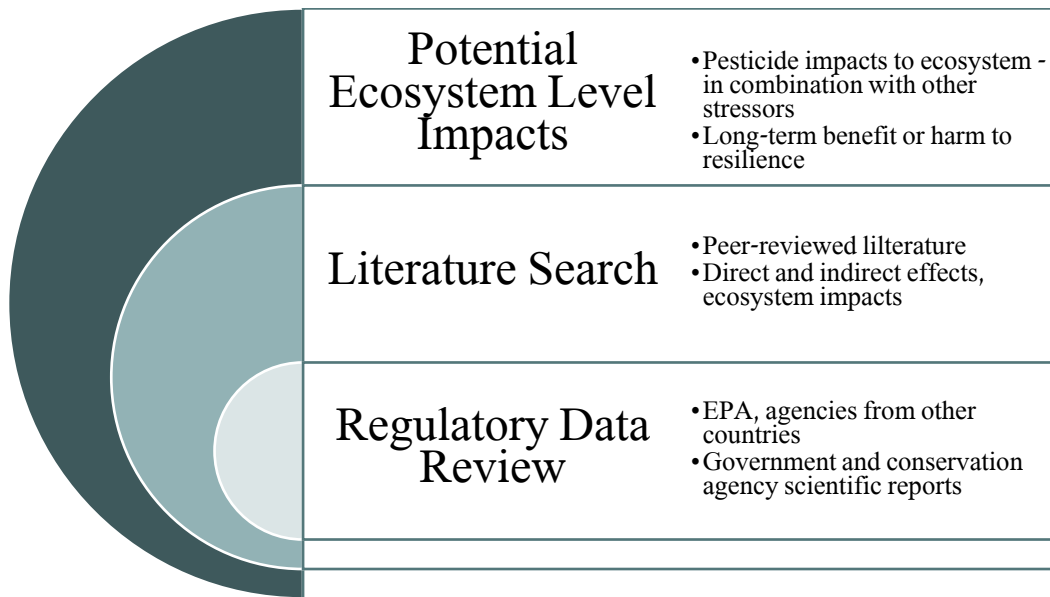 Potential
Ecosystem Level
Impacts
•Pesticide impacts to ecosystem -
in combination with other
stressors
•Long-term benefit or harm to
resilience
Literature Search
•Peer-reviewed lilterature
•Direct and indirect effects,
ecosystem impacts
Regulatory Data
Review
•EPA, agencies from other
countries
•Government and conservation
agency scientific reports